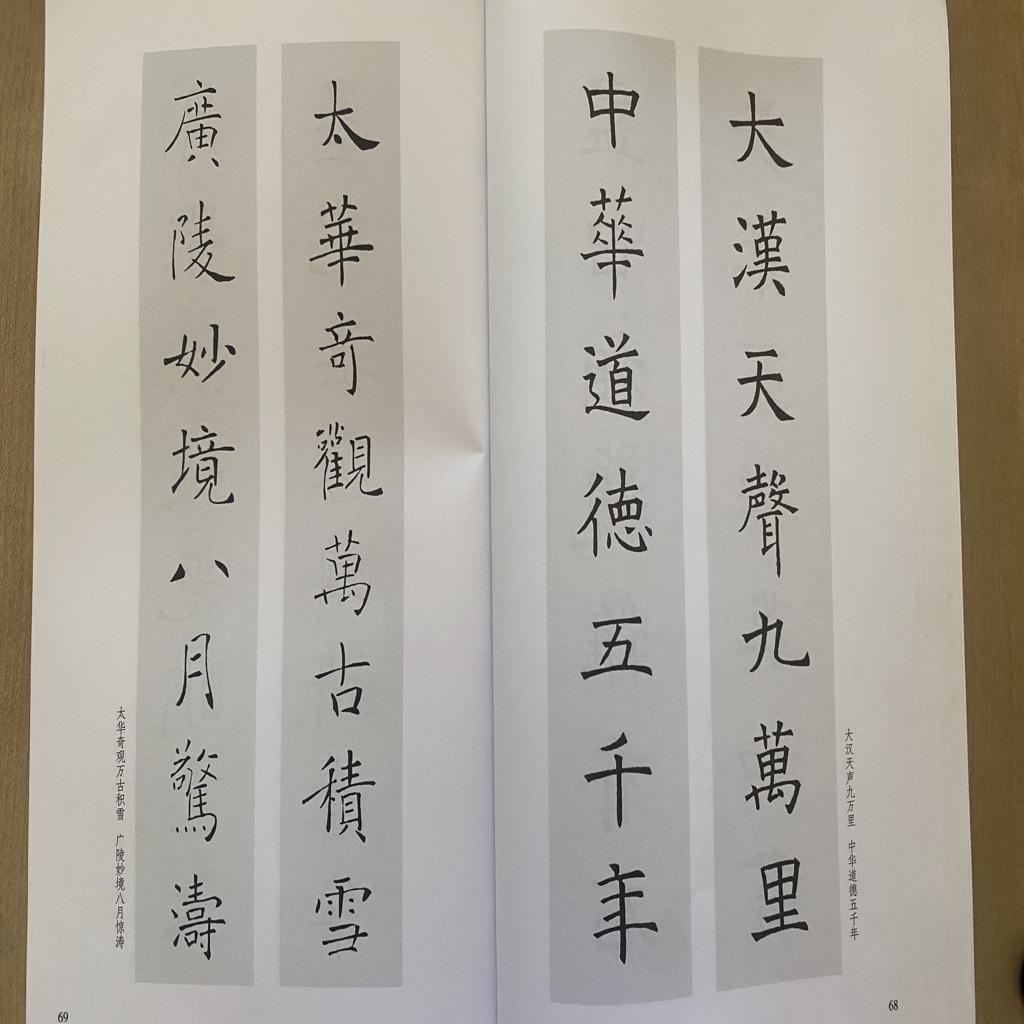 大漢天聲九萬里
中華道德五千年
大汉天声九万里 中华道德五千年
68
太華奇觀萬古積雪
廣陵妙境八月驚濤
太华奇观万古积雪 广陵妙境八月惊涛
69